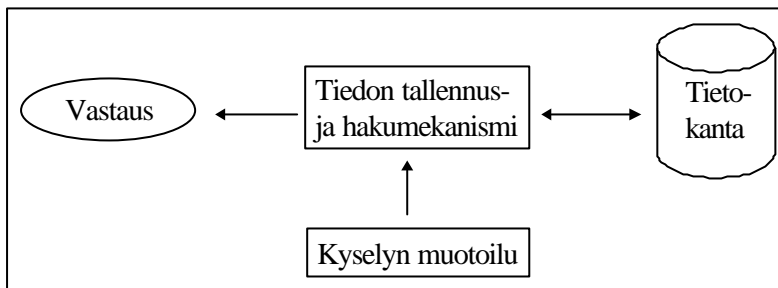 Vastaus
Tiedon tallennus-
ja hakumekanismi
Tieto-
kanta
Kyselyn muotoilu